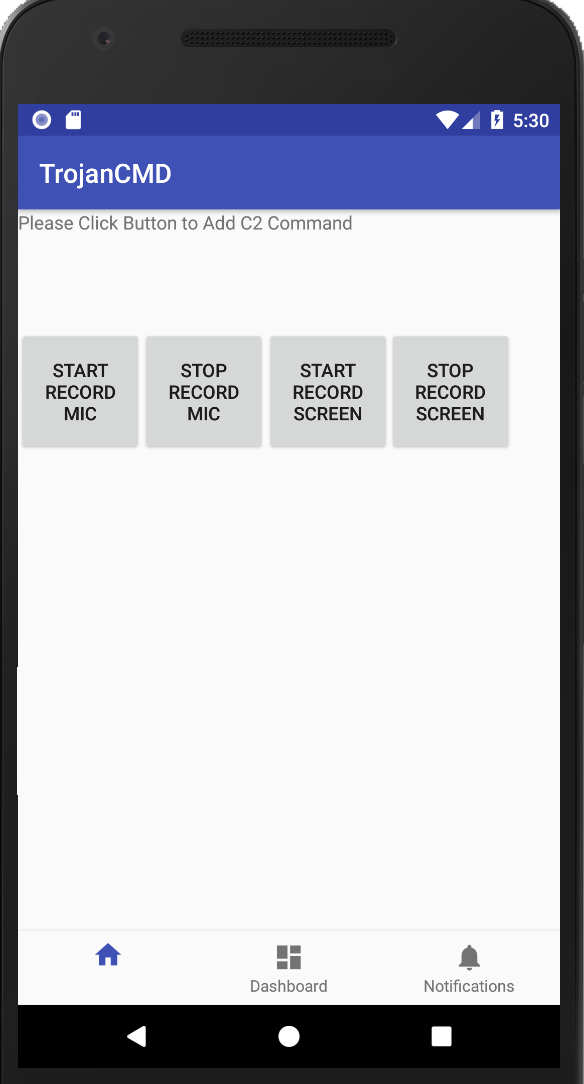 5:30
TrojanCMD
Please Click Button to Add C2 Command
START RECORD MIC
STOP RECORD MIC
START RECORD SCREEN
STOP RECORD SCREEN
Dashboard
Notifications